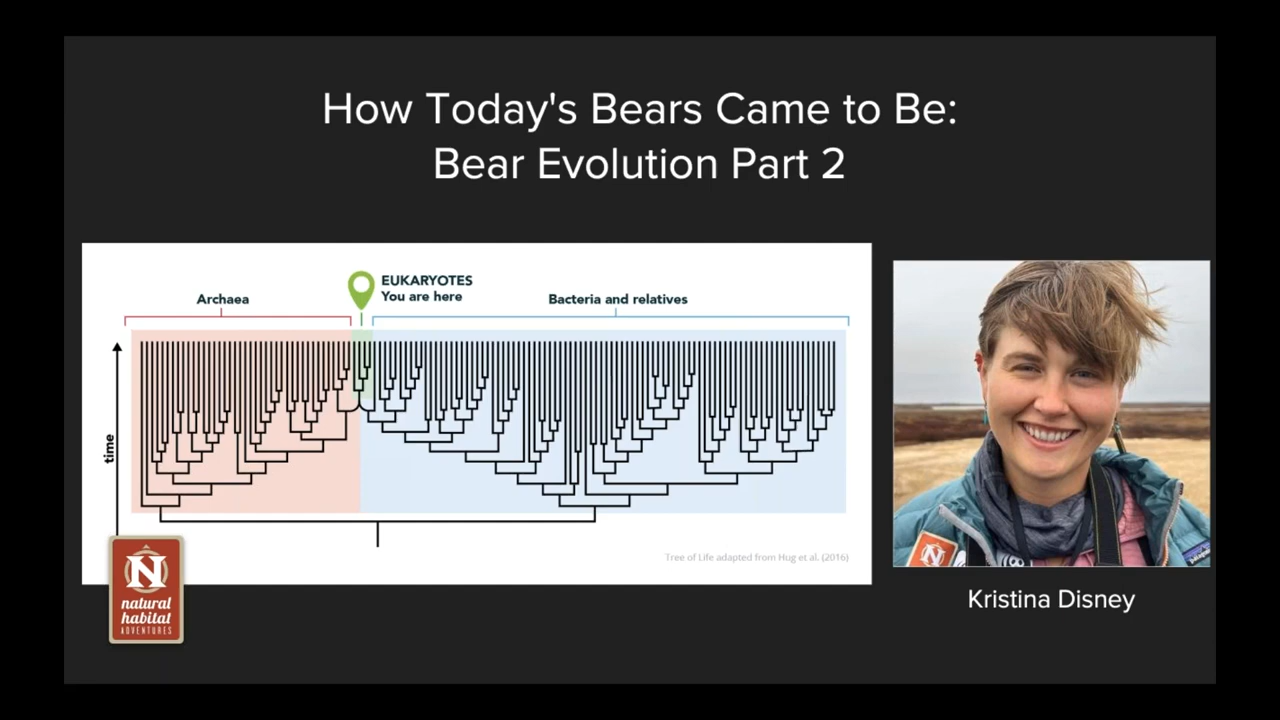 How Today's Bears Came to Be:
Bear Evolution Part 2
EUKARYOTES
You are here
Archaea
Bacteria and relatives
time
Tree of Life adapted from Hug et al. (2016)
N
natural
habitat
ADVENTURES
N
patagonia
Kristina Disney